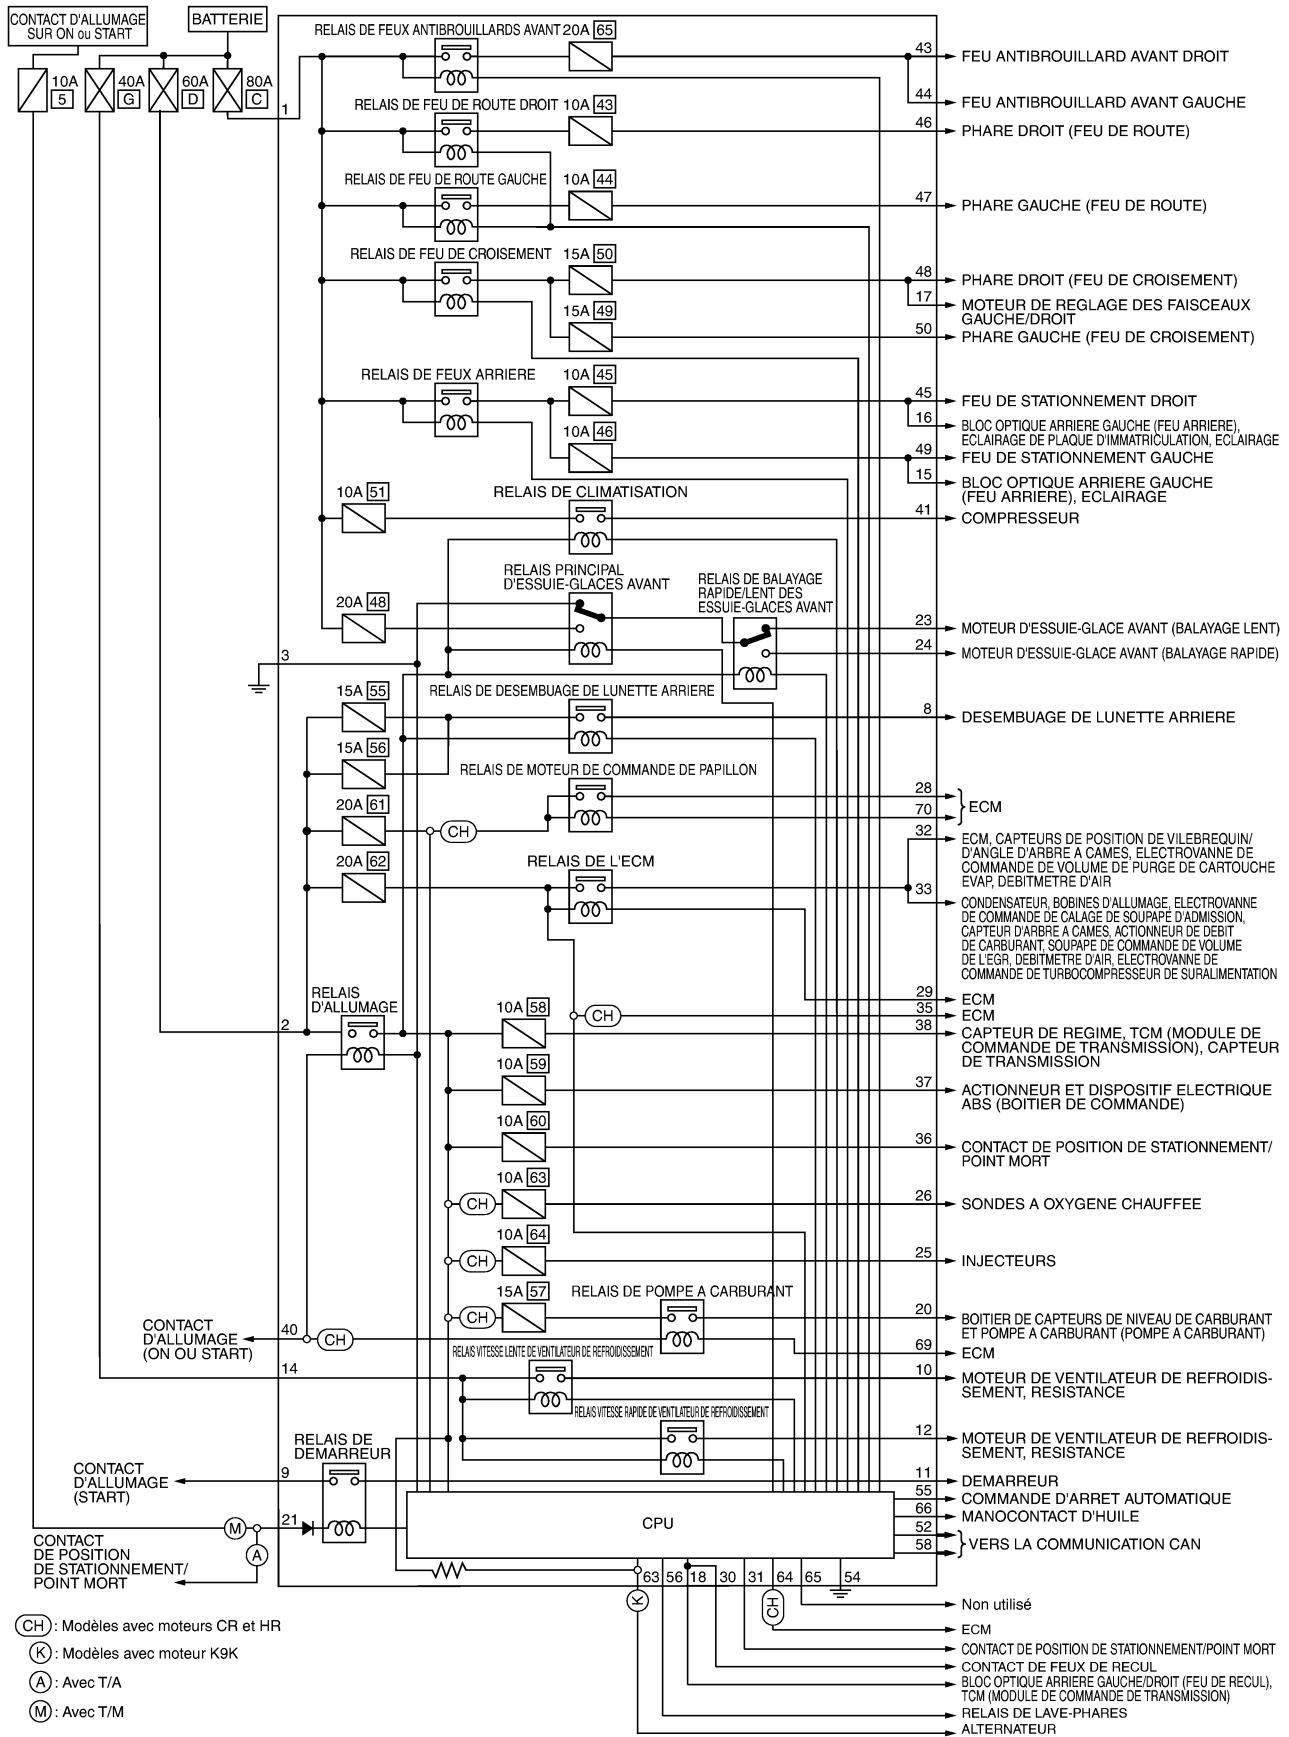 CONTACT D'ALLUMAGE
SUR ON ou START
BATTERIE
10A 5
40A G
60A D
80A C
1
RELAIS DE FEUX ANTIBROUILLARDS AVANT 20A 65
43
FEU ANTIBROUILLARD AVANT DROIT
44
FEU ANTIBROUILLARD AVANT GAUCHE
RELAIS DE FEU DE ROUTE DROIT 10A 43
46
PHARE DROIT (FEU DE ROUTE)
RELAIS DE FEU DE ROUTE GAUCHE 10A 44
47
PHARE GAUCHE (FEU DE ROUTE)
RELAIS DE FEU DE CROISEMENT 15A 50
48
PHARE DROIT (FEU DE CROISEMENT)
17
MOTEUR DE REGLAGE DES FAISCEAUX
GAUCHE/DROIT
15A 49
50
PHARE GAUCHE (FEU DE CROISEMENT)
RELAIS DE FEUX ARRIERE 10A 45
45
FEU DE STATIONNEMENT DROIT
16
BLOC OPTIQUE ARRIERE GAUCHE (FEU ARRIERE),
ECLAIRAGE DE PLAQUE D'IMMATRICULATION, ECLAIRAGE
10A 46
49
FEU DE STATIONNEMENT GAUCHE
15
BLOC OPTIQUE ARRIERE GAUCHE
(FEU ARRIERE), ECLAIRAGE
10A 51
RELAIS DE CLIMATISATION
41
COMPRESSEUR
RELAIS PRINCIPAL
D'ESSUIE-GLACES AVANT
RELAIS DE BALAYAGE
RAPIDE/LENT DES
ESSUIE-GLACES AVANT
20A 48
23
MOTEUR D'ESSUIE-GLACE AVANT (BALAYAGE LENT)
24
MOTEUR D'ESSUIE-GLACE AVANT (BALAYAGE RAPIDE)
3
15A 55
RELAIS DE DESEMBUAGE DE LUNETTE ARRIERE
8
DESEMBUAGE DE LUNETTE ARRIERE
15A 56
RELAIS DE MOTEUR DE COMMANDE DE PAPILLON
28
70
ECM
20A 61
CH
32
ECM, CAPTEURS DE POSITION DE VILEBREQUIN/
D'ANGLE D'ARBRE A CAMES, ELECTROVANNE DE
COMMANDE DE VOLUME DE PURGE DE CARTOUCHE
EVAP, DEBITMETRE D'AIR
20A 62
RELAIS DE L'ECM
33
CONDENSATEUR, BOBINES D'ALLUMAGE, ELECTROVANNE
DE COMMANDE DE CALAGE DE SOUPAPE D'ADMISSION,
CAPTEUR D'ARBRE A CAMES, ACTIONNEUR DE DEBIT
DE CARBURANT, SOUPAPE DE COMMANDE DE VOLUME
DE L'EGR, DEBITMETRE D'AIR, ELECTROVANNE DE
COMMANDE DE TURBOCOMPRESSEUR DE SURALIMENTATION
29
ECM
CH
35
ECM
RELAIS
D'ALLUMAGE
2
10A 58
38
CAPTEUR DE REGIME, TCM (MODULE DE
COMMANDE DE TRANSMISSION), CAPTEUR
DE TRANSMISSION
10A 59
37
ACTIONNEUR ET DISPOSITIF ELECTRIQUE
ABS (BOITIER DE COMMANDE)
10A 60
36
CONTACT DE POSITION DE STATIONNEMENT/
POINT MORT
10A 63
CH
26
SONDES A OXYGENE CHAUFFEE
10A 64
CH
25
INJECTEURS
15A 57
CH
RELAIS DE POMPE A CARBURANT
20
BOITIER DE CAPTEURS DE NIVEAU DE CARBURANT
ET POMPE A CARBURANT (POMPE A CARBURANT)
CONTACT
D'ALLUMAGE
(ON OU START)
40
CH
69
ECM
RELAIS VITESSE LENTE DE VENTILATEUR DE REFROIDISSEMENT
14
10
MOTEUR DE VENTILATEUR DE REFROIDIS-
SEMENT, RESISTANCE
RELAIS VITESSE RAPIDE DE VENTILATEUR DE REFROIDISSEMENT
12
MOTEUR DE VENTILATEUR DE REFROIDIS-
SEMENT, RESISTANCE
RELAIS DE
DEMARREUR
CONTACT
D'ALLUMAGE
(START)
9
11
DEMARREUR
55
COMMANDE D'ARRET AUTOMATIQUE
66
MANOCONTACT D'HUILE
52
58
VERS LA COMMUNICATION CAN
M
21
CPU
A
CONTACT
DE POSITION
DE STATIONNEMENT/
POINT MORT
63 56 18 30 31 64 65 54
K
CH
Non utilisé
ECM
CONTACT DE POSITION DE STATIONNEMENT/POINT MORT
CONTACT DE FEUX DE RECUL
BLOC OPTIQUE ARRIERE GAUCHE/DROIT (FEU DE RECUL),
TCM (MODULE DE COMMANDE DE TRANSMISSION)
RELAIS DE LAVE-PHARES
ALTERNATEUR
CH : Modèles avec moteurs CR et HR
K : Modèles avec moteur K9K
A : Avec T/A
M : Avec T/M